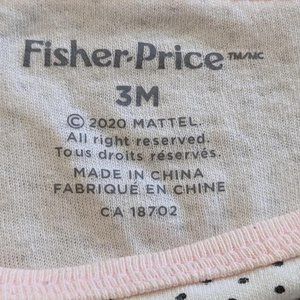 Fisher-Price TM/MC
3M
© 2020 MATTEL.
All right reserved.
Tous droits réservés.
MADE IN CHINA
FABRIQUÉ EN CHINE
CA 18702